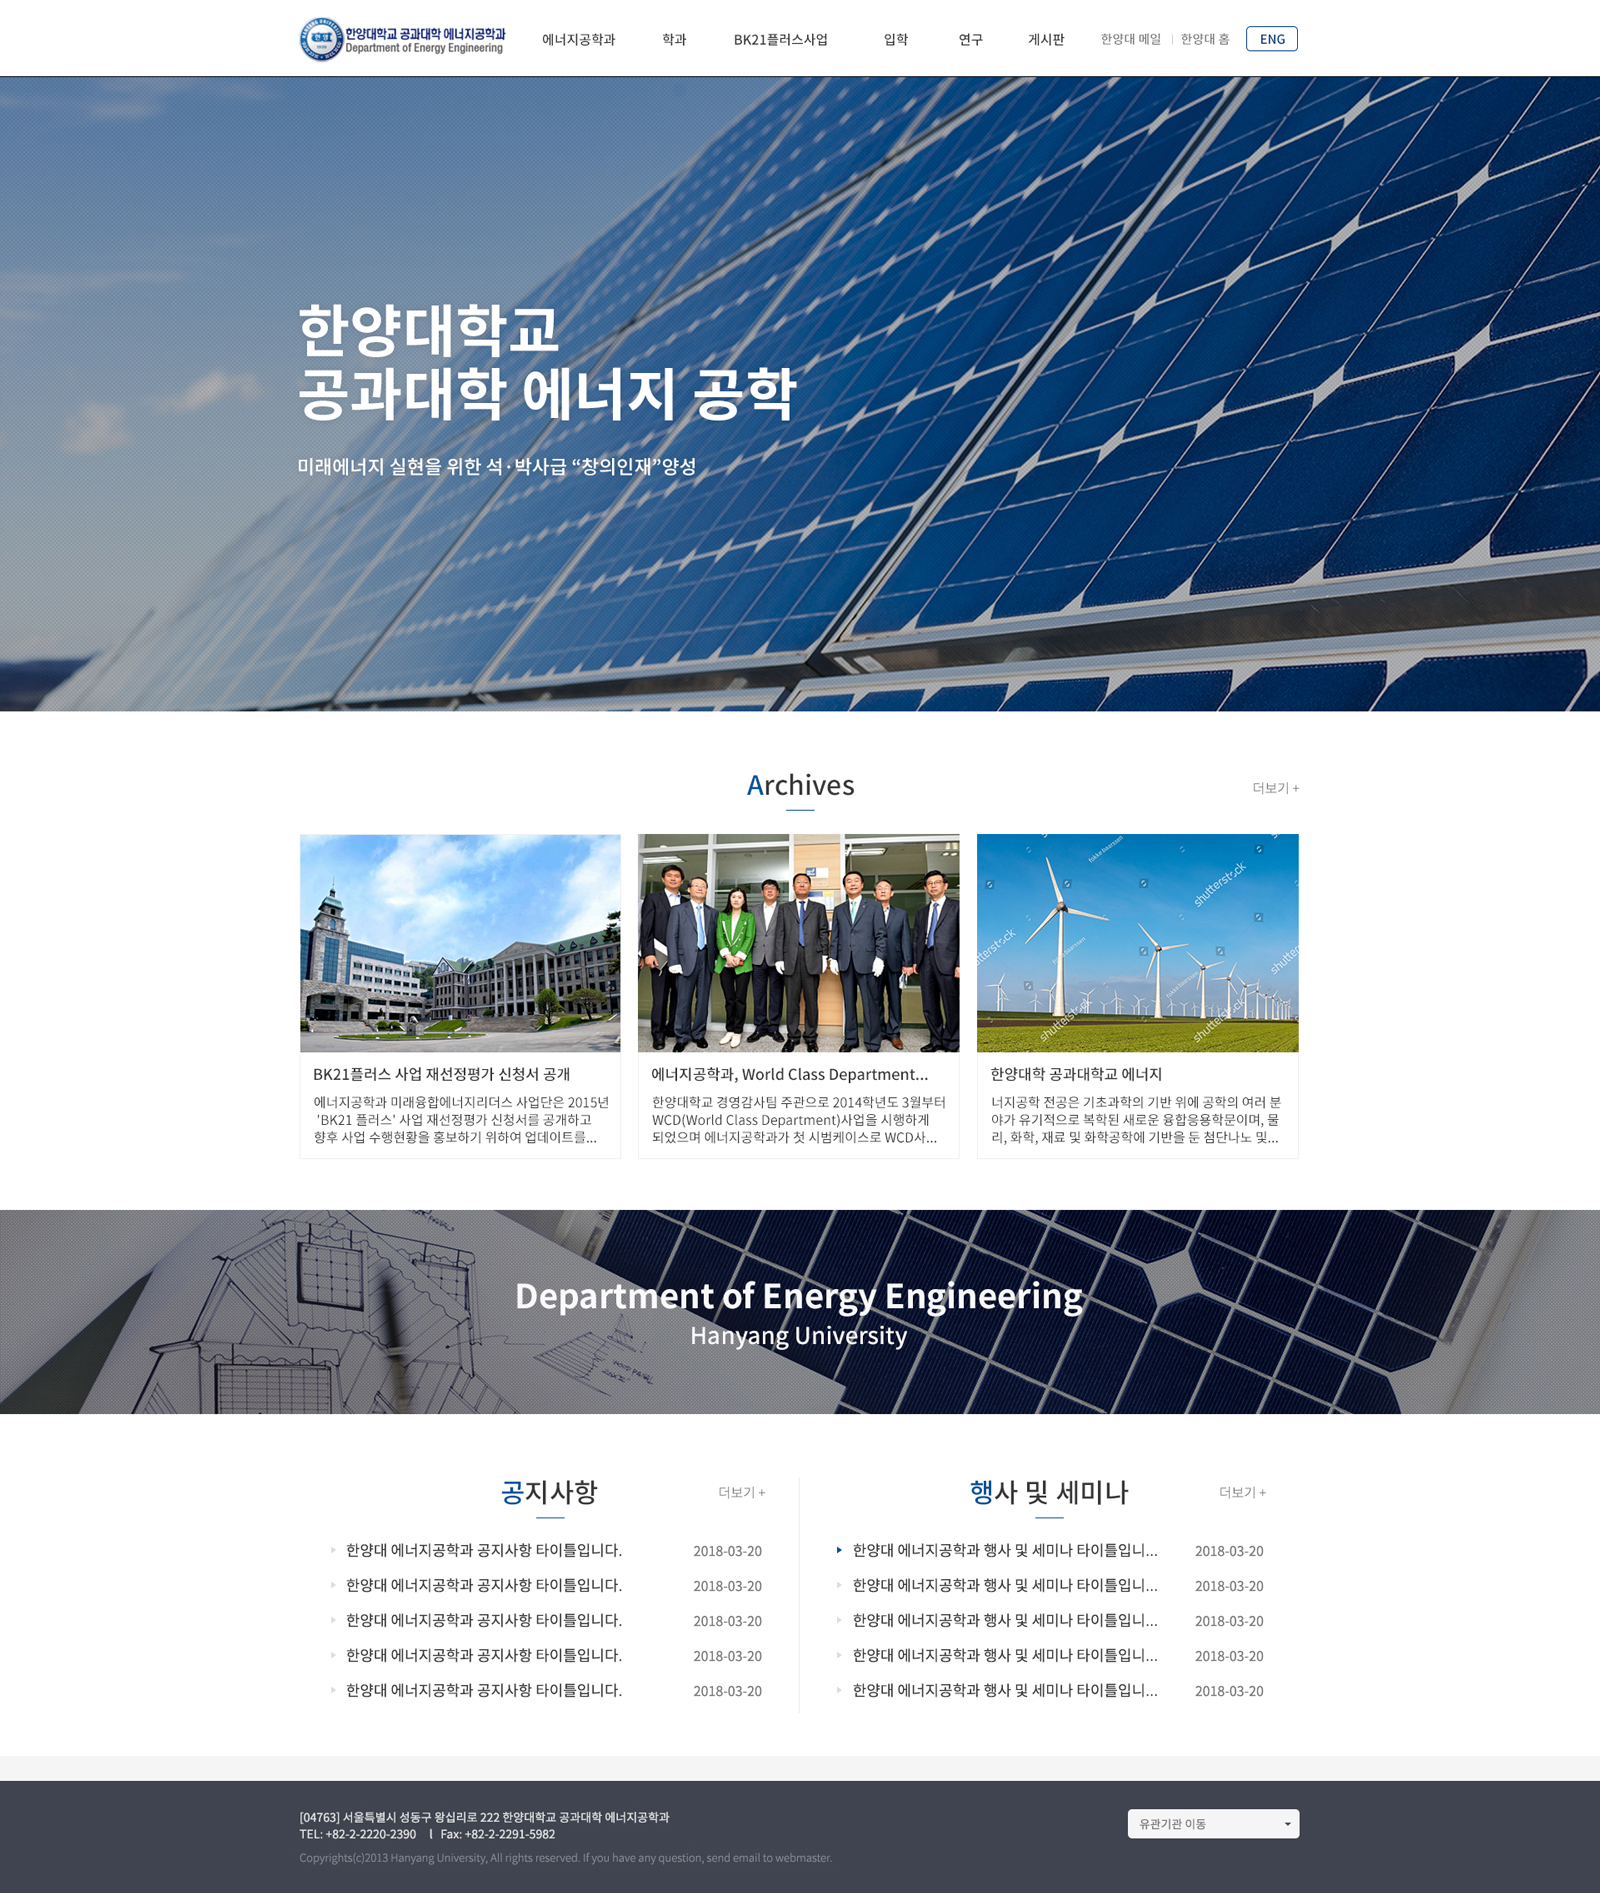 한양대학교 공과대학 에너지공학과
Department of Energy Engineering
에너지공학과 학과 BK21플러스사업 입학 연구 게시판 한양대 메일 한양대 홈 ENG
한양대학교
공과대학 에너지 공학
미래에너지 실현을 위한 석·박사급 “창의인재”양성
Archives
더보기 +
BK21플러스 사업 재선정평가 신청서 공개
에너지공학과 미래융합에너지리더스 사업단은 2015년
'BK21 플러스' 사업 재선정평가 신청서를 공개하고
향후 사업 수행현황을 홍보하기 위하여 업데이트를...
에너지공학과, World Class Department...
한양대학교 경영감사팀 주관으로 2014학년도 3월부터
WCD(World Class Department)사업을 시행하게
되었으며 에너지공학과가 첫 시범케이스로 WCD사...
shutterstock
shutterstock
shutterstock
shutterstock
shutterstock
한양대학 공과대학교 에너지
너지공학 전공은 기초과학의 기반 위에 공학의 여러 분
야가 유기적으로 복학된 새로운 융합응용학문이며, 물
리, 화학, 재료 및 화학공학에 기반을 둔 첨단나노 및...
Department of Energy Engineering
Hanyang University
공지사항
더보기 +
한양대 에너지공학과 공지사항 타이틀입니다. 2018-03-20
한양대 에너지공학과 공지사항 타이틀입니다. 2018-03-20
한양대 에너지공학과 공지사항 타이틀입니다. 2018-03-20
한양대 에너지공학과 공지사항 타이틀입니다. 2018-03-20
한양대 에너지공학과 공지사항 타이틀입니다. 2018-03-20
행사 및 세미나
더보기 +
한양대 에너지공학과 행사 및 세미나 타이틀입니... 2018-03-20
한양대 에너지공학과 행사 및 세미나 타이틀입니... 2018-03-20
한양대 에너지공학과 행사 및 세미나 타이틀입니... 2018-03-20
한양대 에너지공학과 행사 및 세미나 타이틀입니... 2018-03-20
한양대 에너지공학과 행사 및 세미나 타이틀입니... 2018-03-20
[04763] 서울특별시 성동구 왕십리로 222 한양대학교 공과대학 에너지공학과
TEL: +82-2-2220-2390 l Fax: +82-2-2291-5982
Copyrights(c)2013 Hanyang University, All rights reserved. If you have any question, send email to webmaster.
유관기관 이동